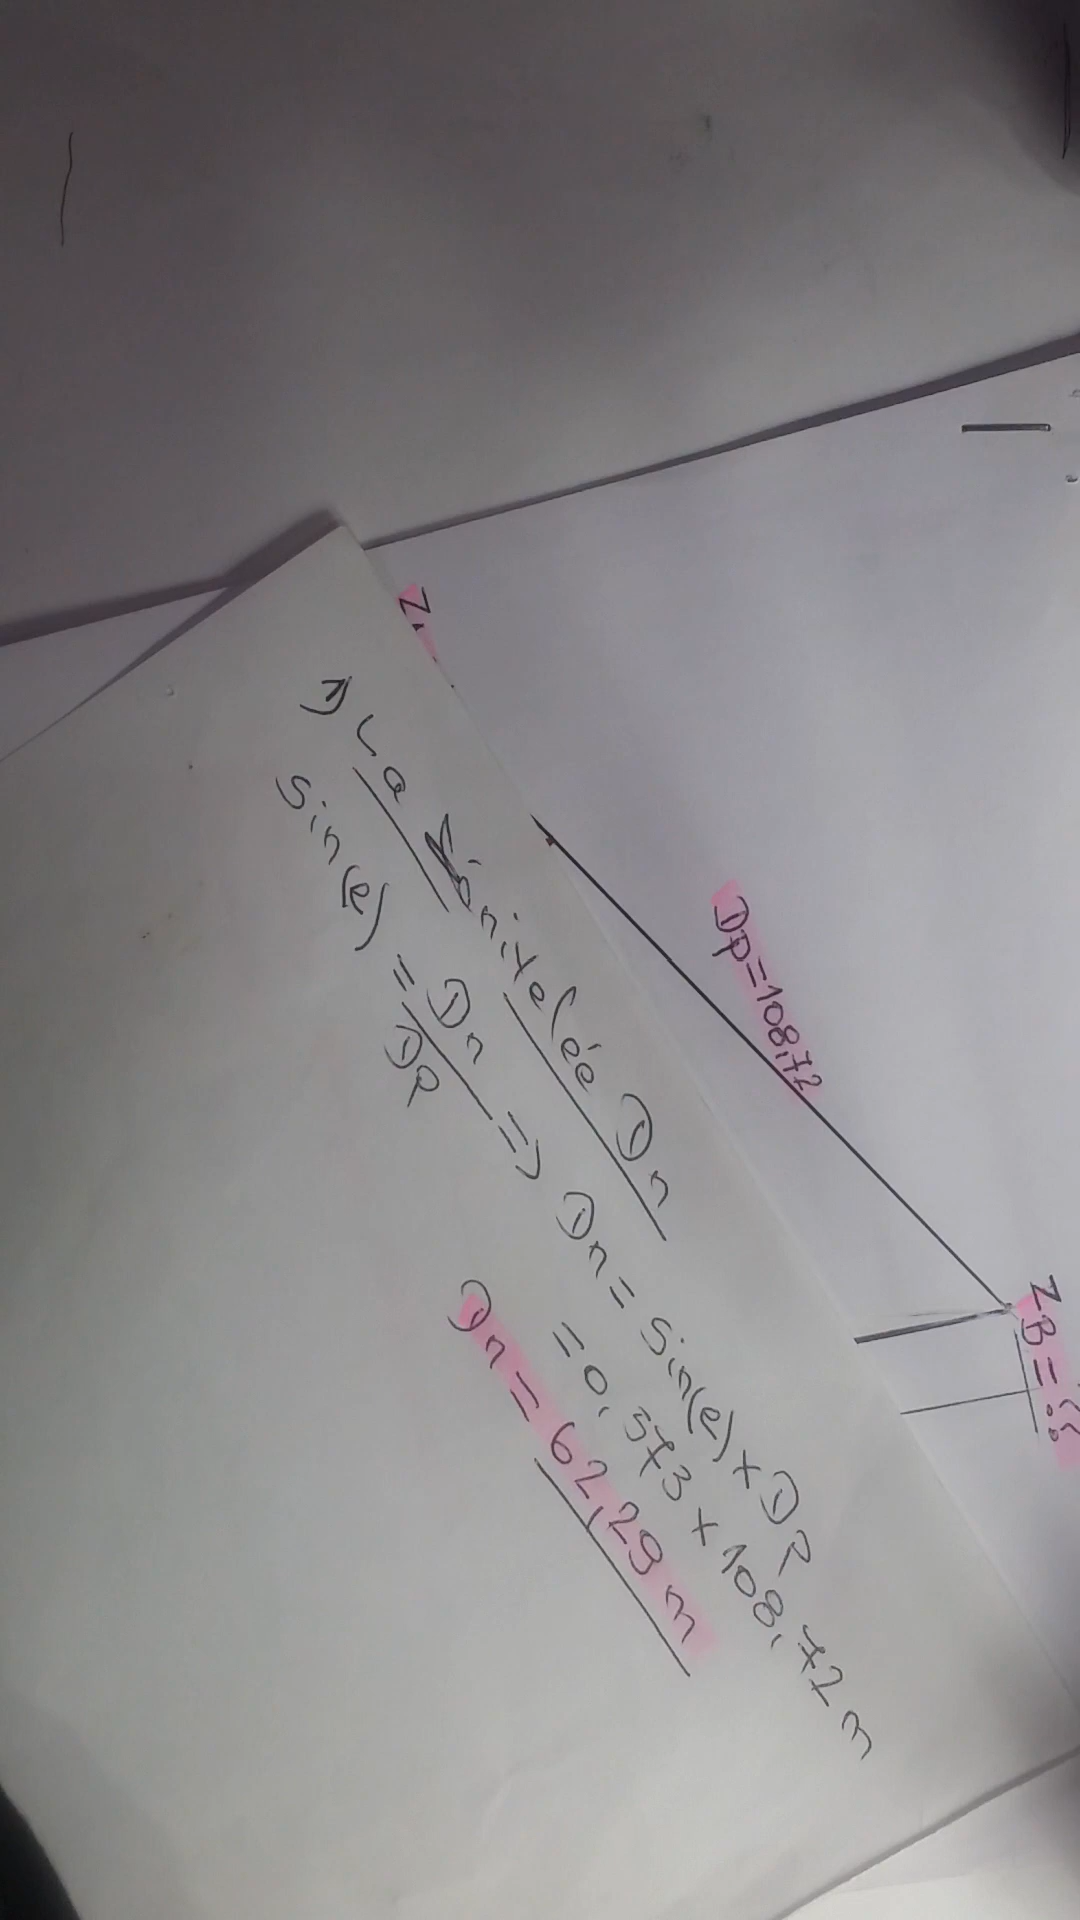 Z
Dp=108,72
ZB=??
1) La dénivelée Dn
sin(e) = Dn/Dp => Dn = sin(e) x Dp
= 0,573 x 108,72 m
Dn = 62,29 m